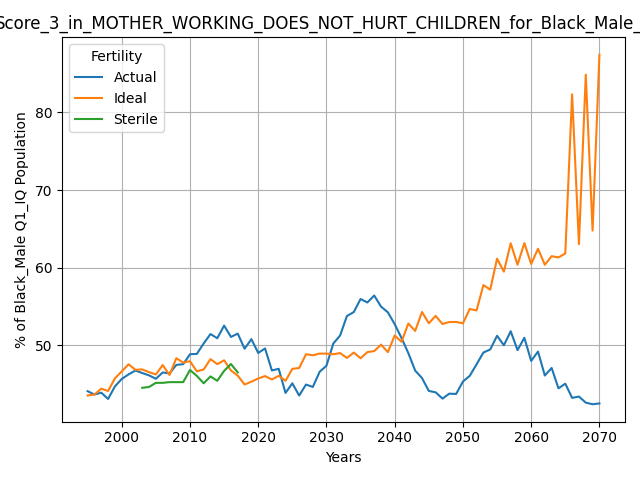 Score_3_in_MOTHER_WORKING_DOES_NOT_HURT_CHILDREN_for_Black_Male_
Fertility
Actual
Ideal
Sterile
% of Black_Male Q1_IQ Population
80
70
60
50
2000 2010 2020 2030 2040 2050 2060 2070
Years